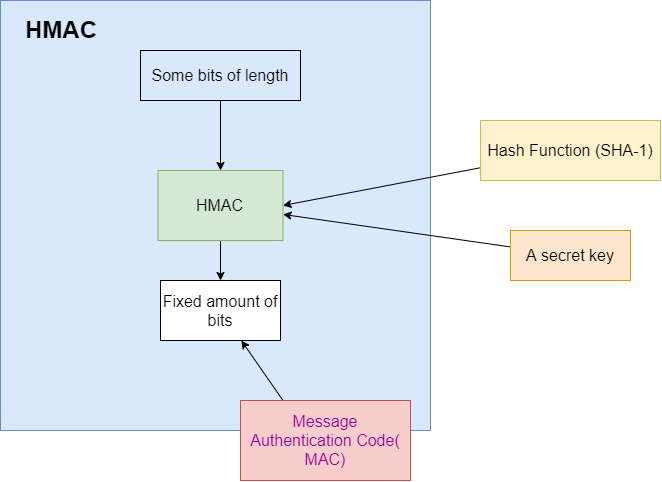 HMAC
Some bits of length
Hash Function (SHA-1)
HMAC
A secret key
Fixed amount of
bits
Message
Authentication Code(
MAC)